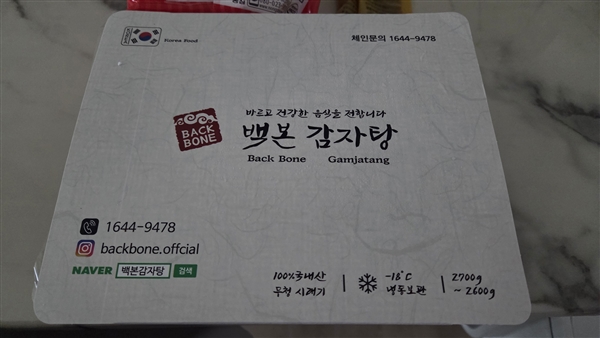 Korea Food
체인문의 1644-9478
바르고 건강한 음식을 전합니다
BACK BONE
백본 감자탕
Back Bone Gamjatang
1644-9478
backbone.offcial
NAVER 백본감자탕 검색
100%국내산 -18°C 2700g
무청 시래기 냉동보관 ~2600g